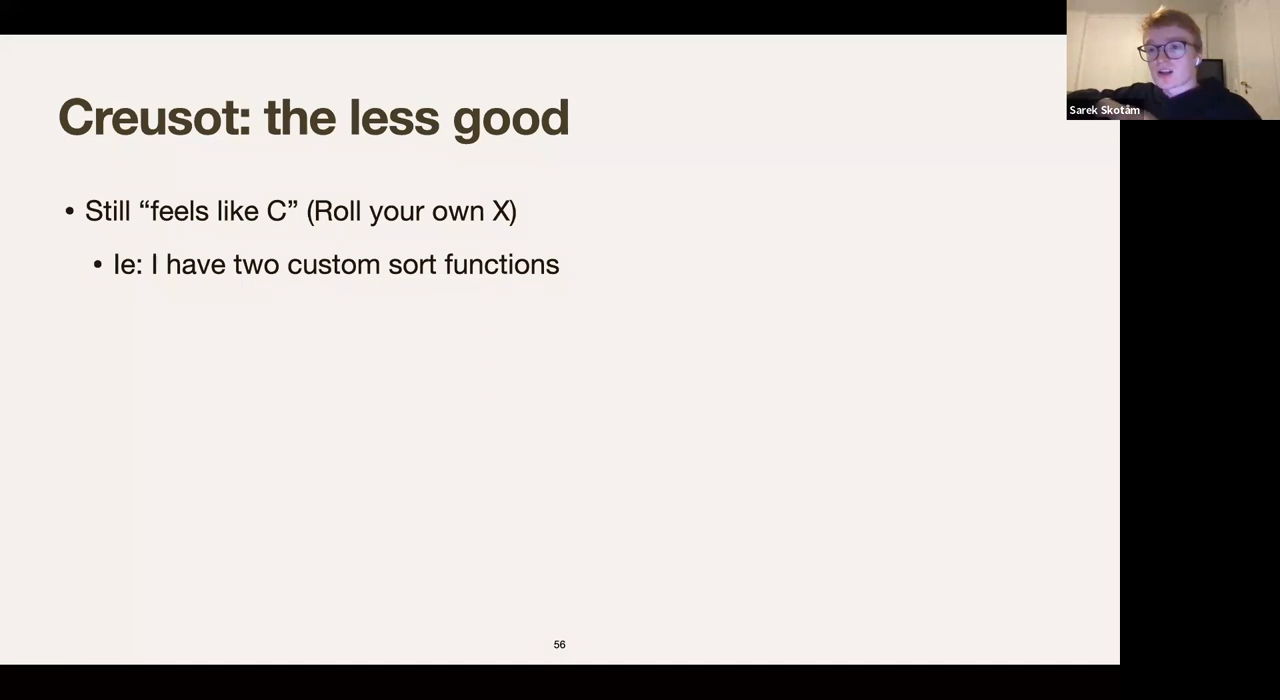 Creusot: the less good
• Still “feels like C” (Roll your own X)
• Ie: I have two custom sort functions
56
Sarek Skotåm